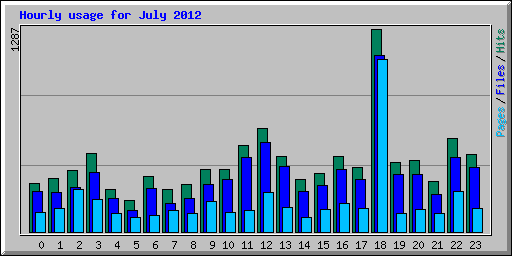 Hourly usage for July 2012
1287
Pages / Files / Hits
0 1 2 3 4 5 6 7 8 9 10 11 12 13 14 15 16 17 18 19 20 21 22 23